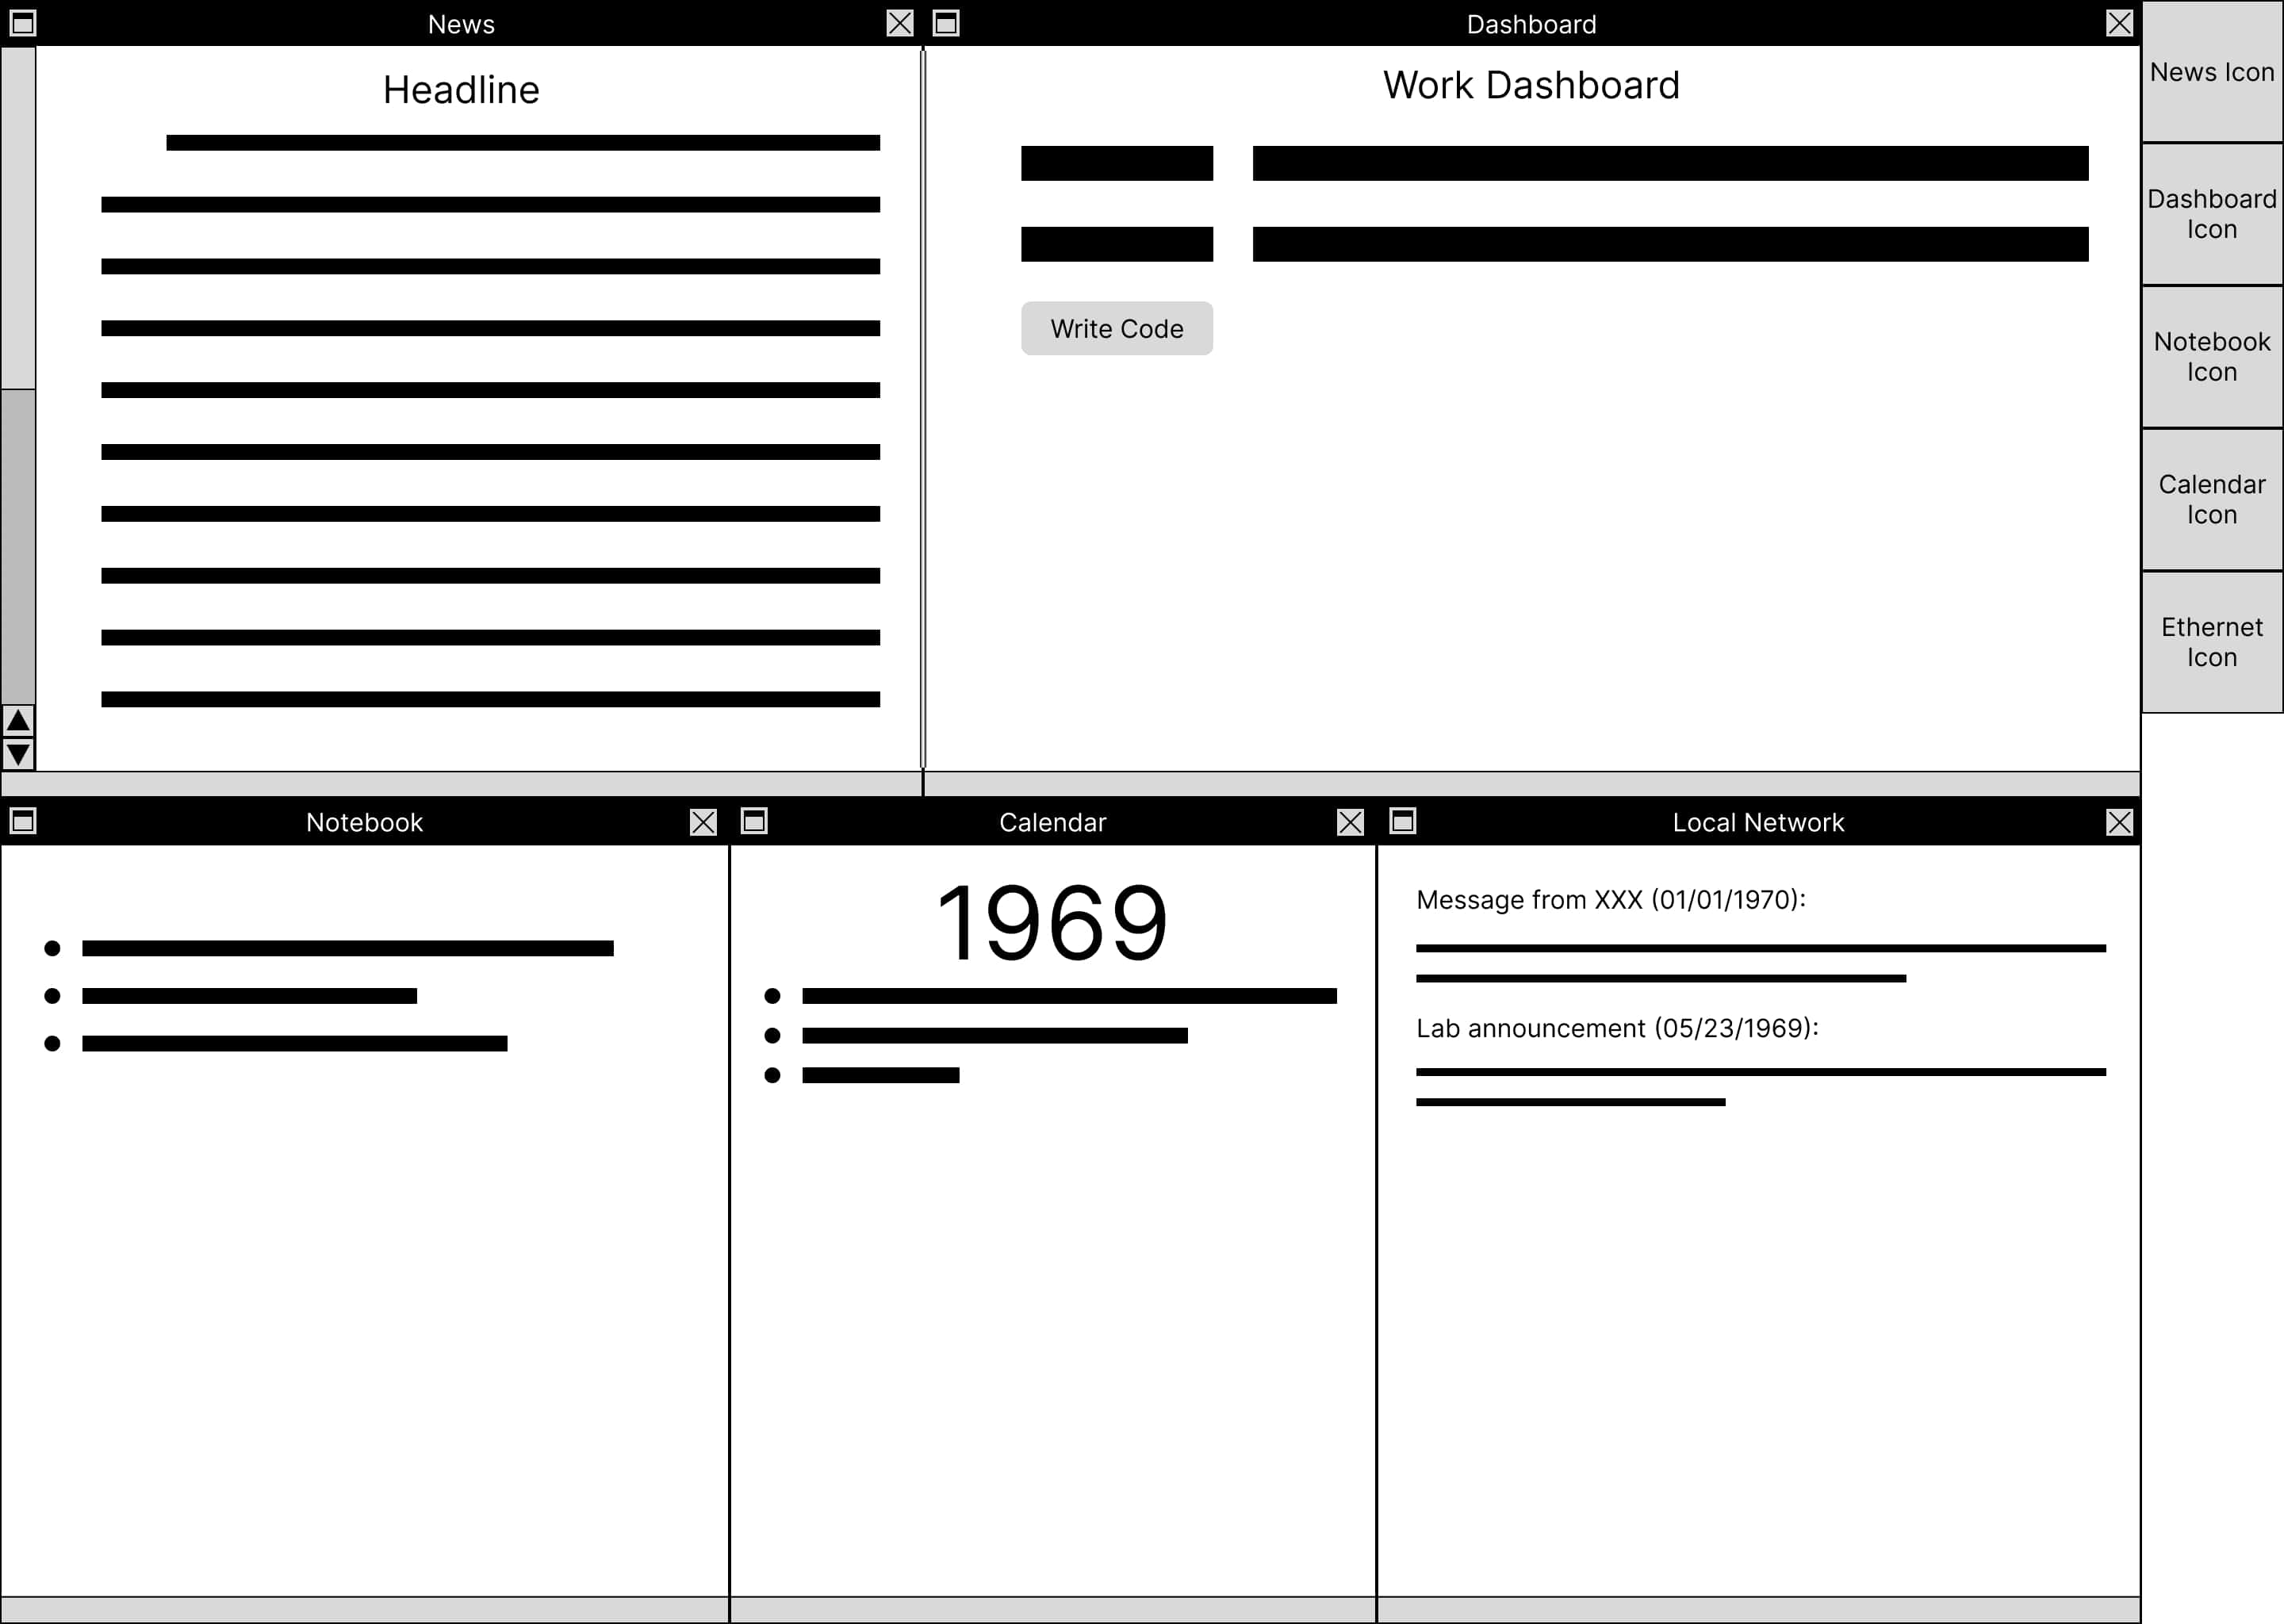 News
Dashboard
Headline
Work Dashboard
Write Code
News Icon
Dashboard
Icon
Notebook
Icon
Calendar
Icon
Ethernet
Icon
Notebook
Calendar
1969
Local Network
Message from XXX (01/01/1970):
Lab announcement (05/23/1969):